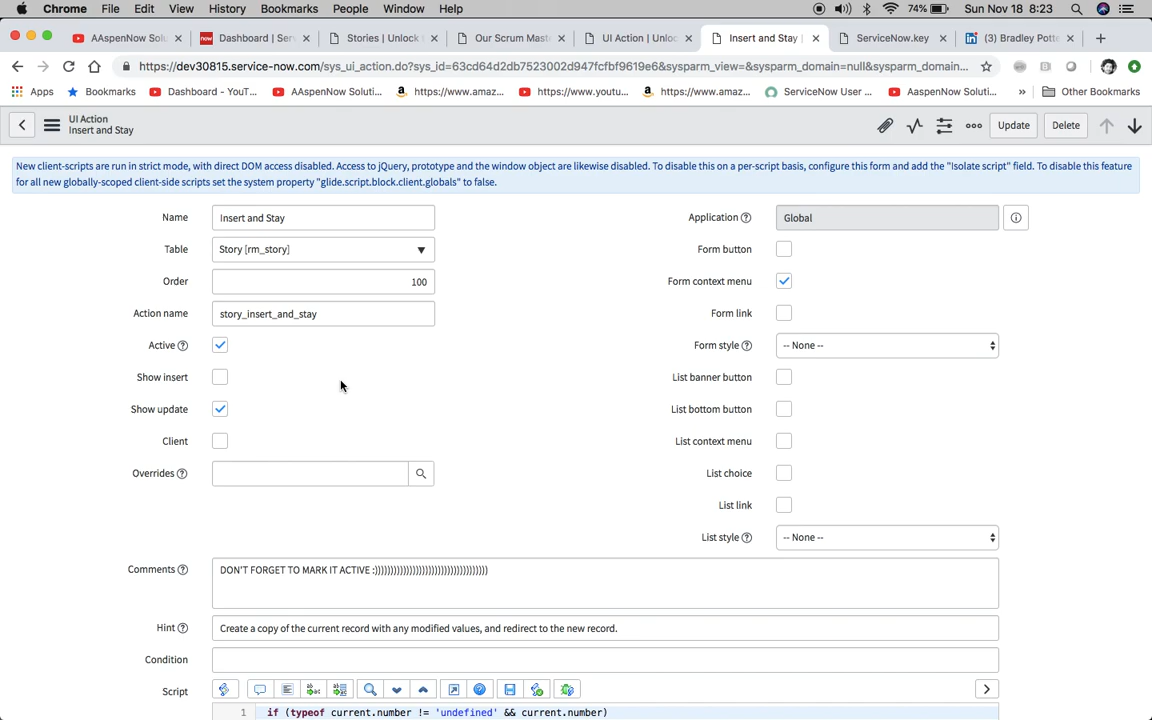 Chrome File Edit View History Bookmarks People Window Help 74% Sun Nov 18 8:23
AAspenNow Solu Dashboard | Ser Stories | Unlock Our Scrum Mast UI Action | Unloc Insert and Stay | ServiceNow.key (3) Bradley Potte
https://dev30815.service-now.com/sys_ui_action.do?sys_id=63cd64d2db7523002d947fcfbf9619e6&sysparm_view=&sysparm_domain=null&sysparm_domain...
Apps Bookmarks Dashboard - YouT... AAspenNow Soluti... https://www.amaz... https://www.youtu... https://www.amaz... ServiceNow User ... AaspenNow Soluti... » Other Bookmarks
UI Action
Insert and Stay
Update Delete
New client-scripts are run in strict mode, with direct DOM access disabled. Access to jQuery, prototype and the window object are likewise disabled. To disable this on a per-script basis, configure this form and add the "Isolate script" field. To disable this feature
for all new globally-scoped client-side scripts set the system property "glide.script.block.client.globals" to false.
Name Insert and Stay Application Global
Table Story [rm_story] Form button
Order 100 Form context menu
Action name story_insert_and_stay Form link
Active Form style -- None --
Show insert List banner button
Show update List bottom button
Client List context menu
Overrides List choice
List link
List style -- None --
Comments DON'T FORGET TO MARK IT ACTIVE :)))))))))))))))))))))))))))))))))))))
Hint Create a copy of the current record with any modified values, and redirect to the new record.
Condition
Script
1 if (typeof current.number != 'undefined' && current.number)